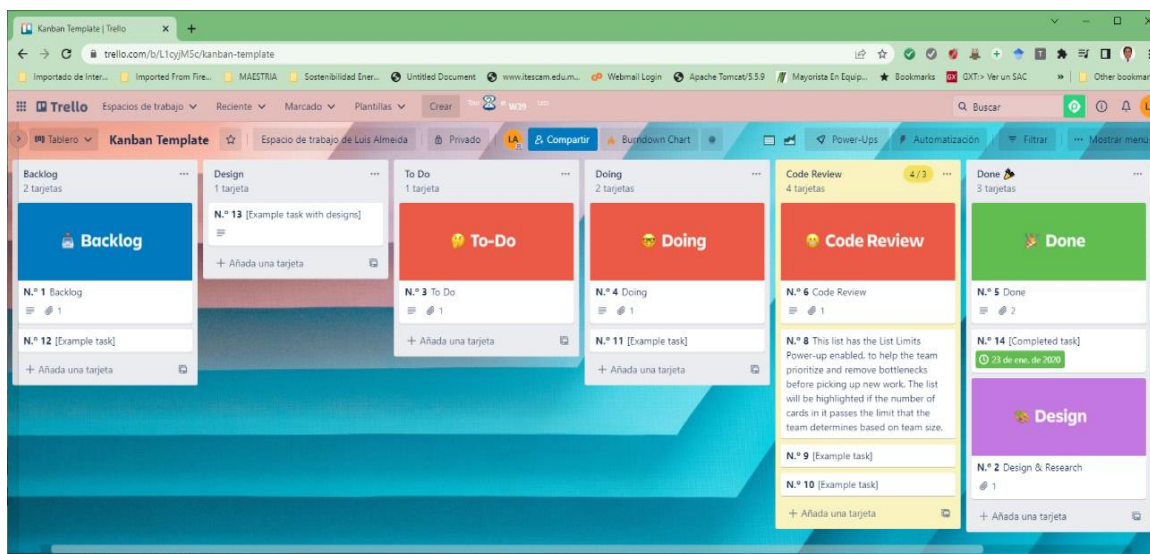 Kanban Template | Trello
trello.com/b/L1cyjM5c/kanban-template
Importado de Inter... Imported From Fire... MAESTRIA Sostenibilidad Ener... Untitled Document www.itescam.edu.m... Webmail Login Apache Tomcat/5.5.9 Mayorista En Equip... Bookmarks GXT:> Ver un SAC » Other bookmar
Trello Espacios de trabajo Reciente Marcado Plantillas Crear Buscar
Tablero Kanban Template Espacio de trabajo de Luis Almeida Privado LA Compartir Burndown Chart Power-Ups Automatización Filtrar Mostrar menú
Backlog
2 tarjetas
Backlog
N.º 1 Backlog
1
N.º 12 [Example task]
+ Añada una tarjeta
Design
1 tarjeta
N.º 13 [Example task with designs]
+ Añada una tarjeta
To Do
1 tarjeta
To-Do
N.º 3 To Do
1
+ Añada una tarjeta
Doing
2 tarjetas
Doing
N.º 4 Doing
1
N.º 11 [Example task]
+ Añada una tarjeta
Code Review 4/3
4 tarjetas
Code Review
N.º 6 Code Review
1
N.º 8 This list has the List Limits
Power-up enabled, to help the team
prioritize and remove bottlenecks
before picking up new work. The list
will be highlighted if the number of
cards in it passes the limit that the
team determines based on team size.
N.º 9 [Example task]
N.º 10 [Example task]
+ Añada una tarjeta
Done
3 tarjetas
Done
N.º 5 Done
2
N.º 14 [Completed task]
23 de ene. de 2020
Design
N.º 2 Design & Research
1
+ Añada una tarjeta